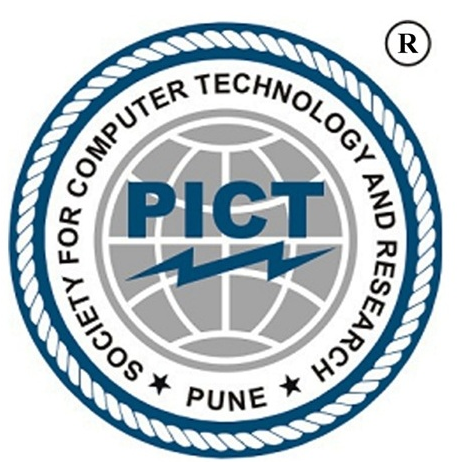 ®
SOCIETY FOR COMPUTER TECHNOLOGY AND RESEARCH
PICT
★ PUNE ★